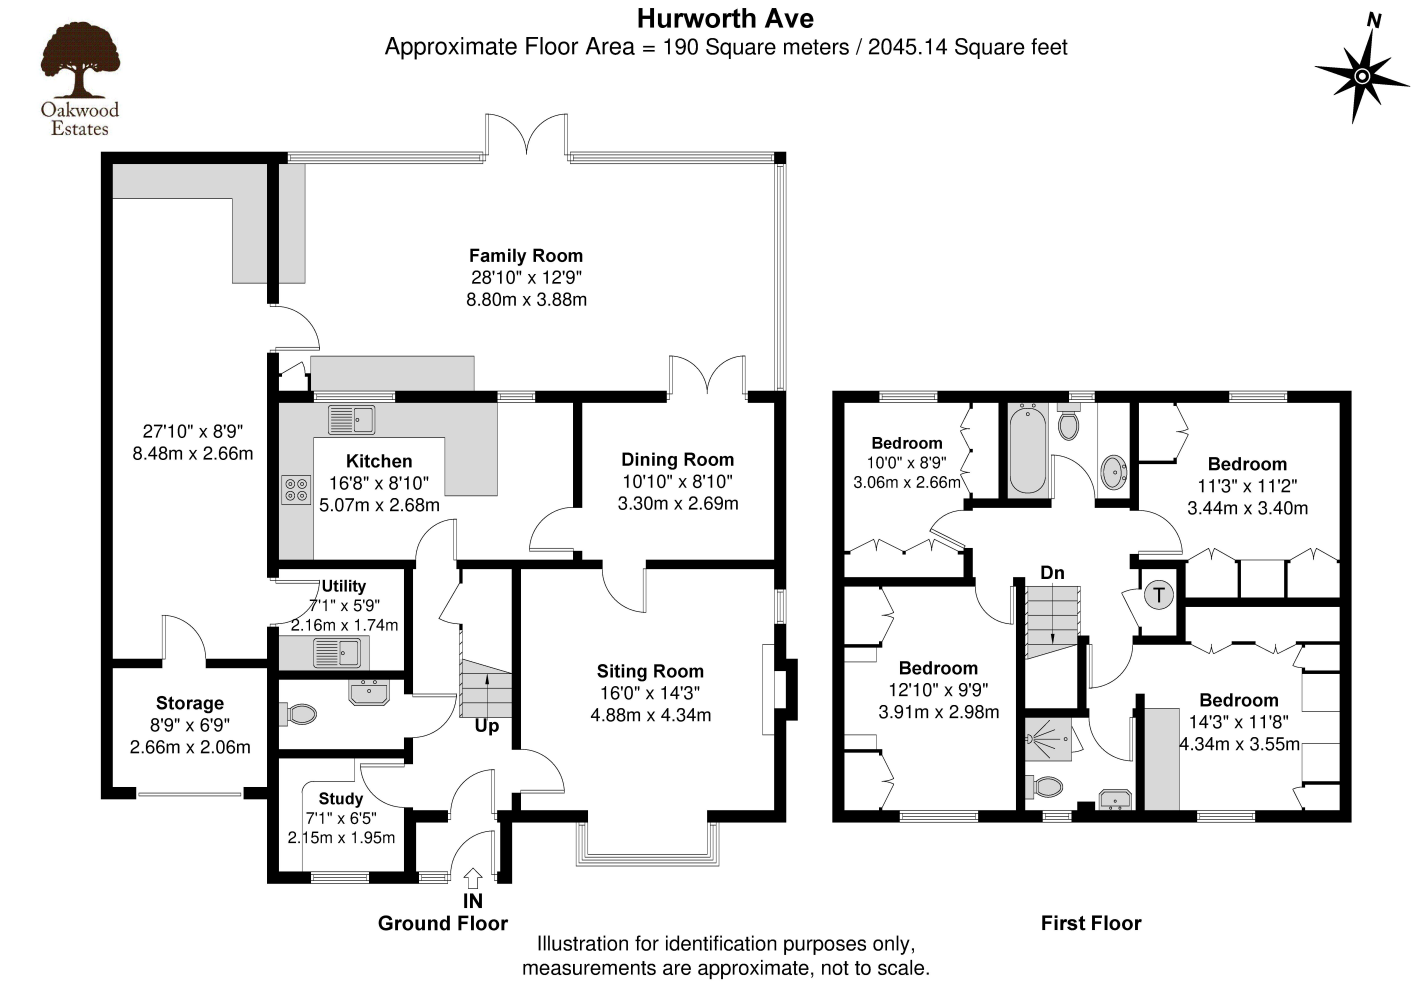 Hurworth Ave
Approximate Floor Area = 190 Square meters / 2045.14 Square feet
N
Oakwood
Estates
Family Room
28'10" x 12'9"
8.80m x 3.88m
27'10" x 8'9"
8.48m x 2.66m
Kitchen
16'8" x 8'10"
5.07m x 2.68m
Dining Room
10'10" x 8'10"
3.30m x 2.69m
Utility
7'1" x 5'9"
2.16m x 1.74m
Siting Room
16'0" x 14'3"
4.88m x 4.34m
Storage
8'9" x 6'9"
2.66m x 2.06m
Up
Study
7'1" x 6'5"
2.15m x 1.95m
IN
Ground Floor
Bedroom
10'0" x 8'9"
3.06m x 2.66m
Bedroom
11'3" x 11'2"
3.44m x 3.40m
Dn
T
Bedroom
12'10" x 9'9"
3.91m x 2.98m
Bedroom
14'3" x 11'8"
4.34m x 3.55m
First Floor
Illustration for identification purposes only,
measurements are approximate, not to scale.